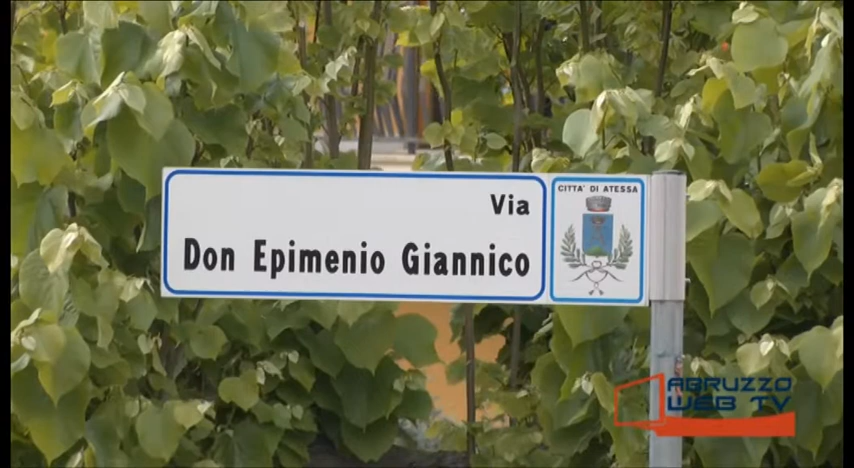 Via
Don Epimenio Giannico
CITTA' DI ATESSA
ABRUZZO
WEB TV